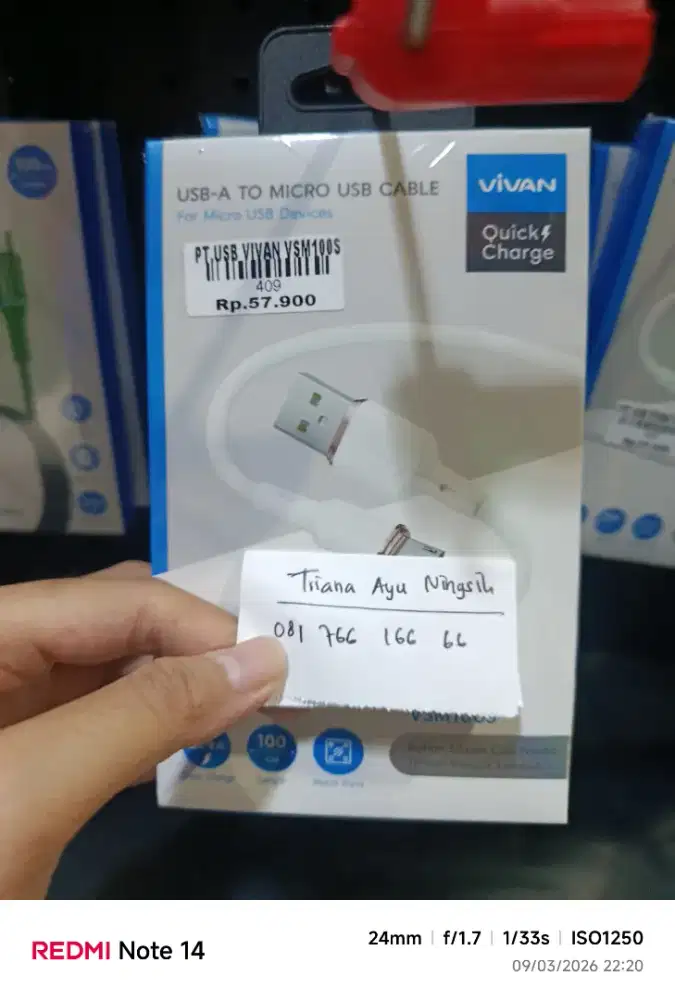 USB-A TO MICRO USB CABLE
For Micro USB Devices
VIVAN
Quick
Charge
PT.USB VIVAN VSM100S
409
Rp.57.900
Triana Ayu Ningsih
081 766 166 66
VSM100S
100
REDMI Note 14
24mm | f/1.7 | 1/33s | ISO1250
09/03/2026 22:20